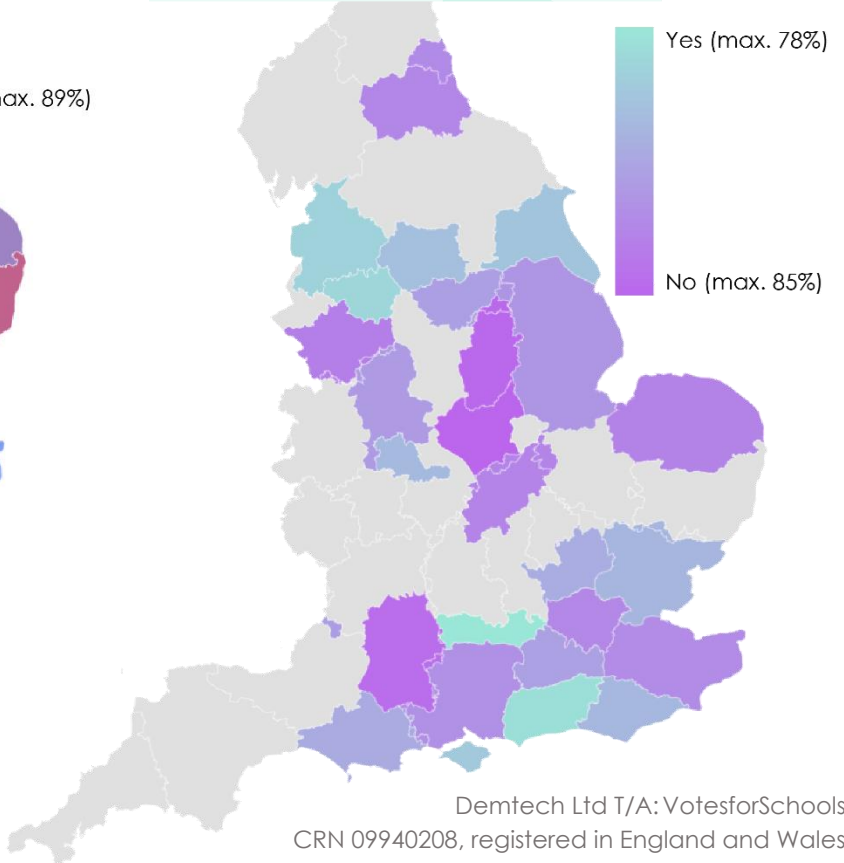 Yes (max. 78%)
ax. 89%)
No (max. 85%)
Demtech Ltd T/A: VotesforSchools
CRN 09940208, registered in England and Wales